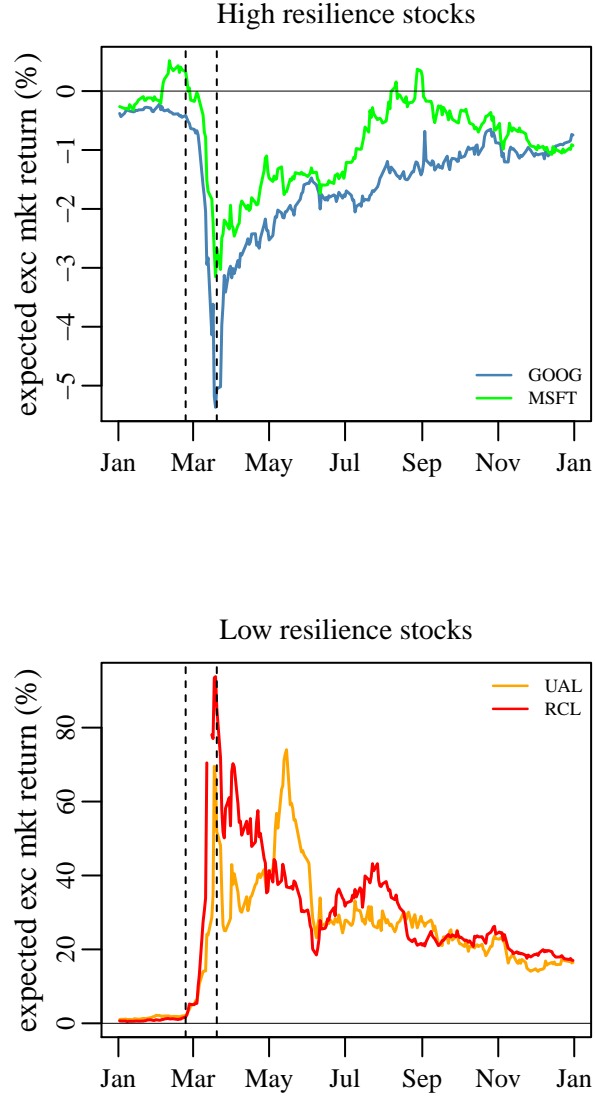 High resilience stocks
expected exc mkt return (%)
0
−1
−2
−3
−4
−5
GOOG
MSFT
Jan Mar May Jul Sep Nov Jan
Low resilience stocks
expected exc mkt return (%)
80
60
40
20
0
UAL
RCL
Jan Mar May Jul Sep Nov Jan